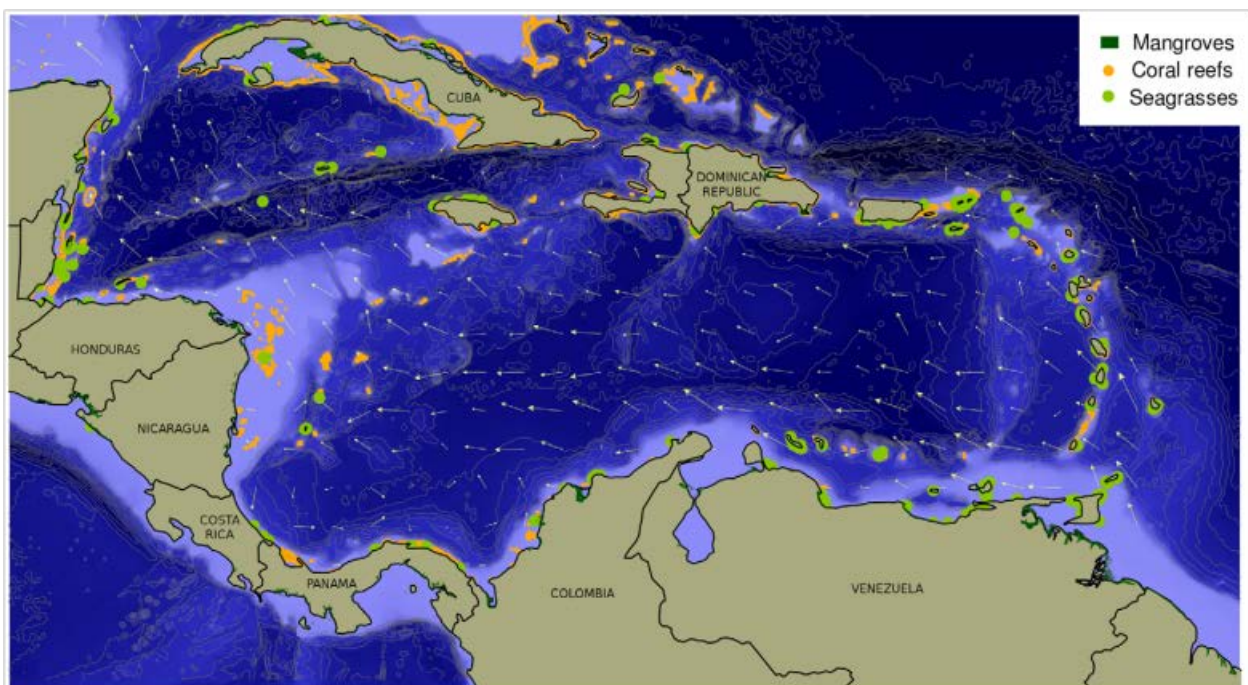 Mangroves
Coral reefs
Seagrasses
CUBA
DOMINICAN
REPUBLIC
HONDURAS
NICARAGUA
COSTA
RICA
PANAMA
COLOMBIA
VENEZUELA